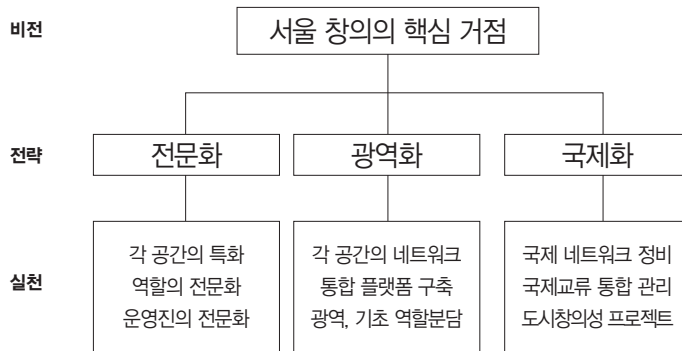 비전
서울 창의의 핵심 거점
전략
전문화
광역화
국제화
실천
각 공간의 특화
역할의 전문화
운영진의 전문화
각 공간의 네트워크
통합 플랫폼 구축
광역, 기초 역할분담
국제 네트워크 정비
국제교류 통합 관리
도시창의성 프로젝트